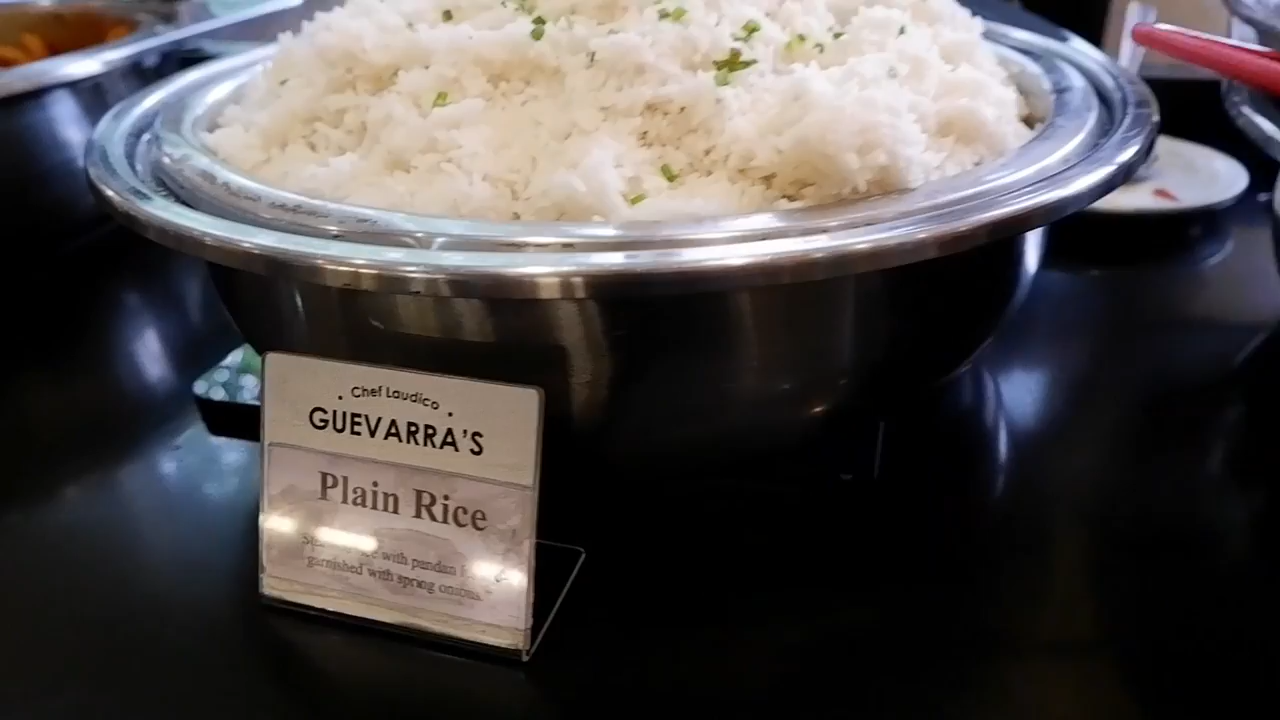 Chef Laudico
GUEVARRA'S
Plain Rice
with pandan
garnished with spring onions